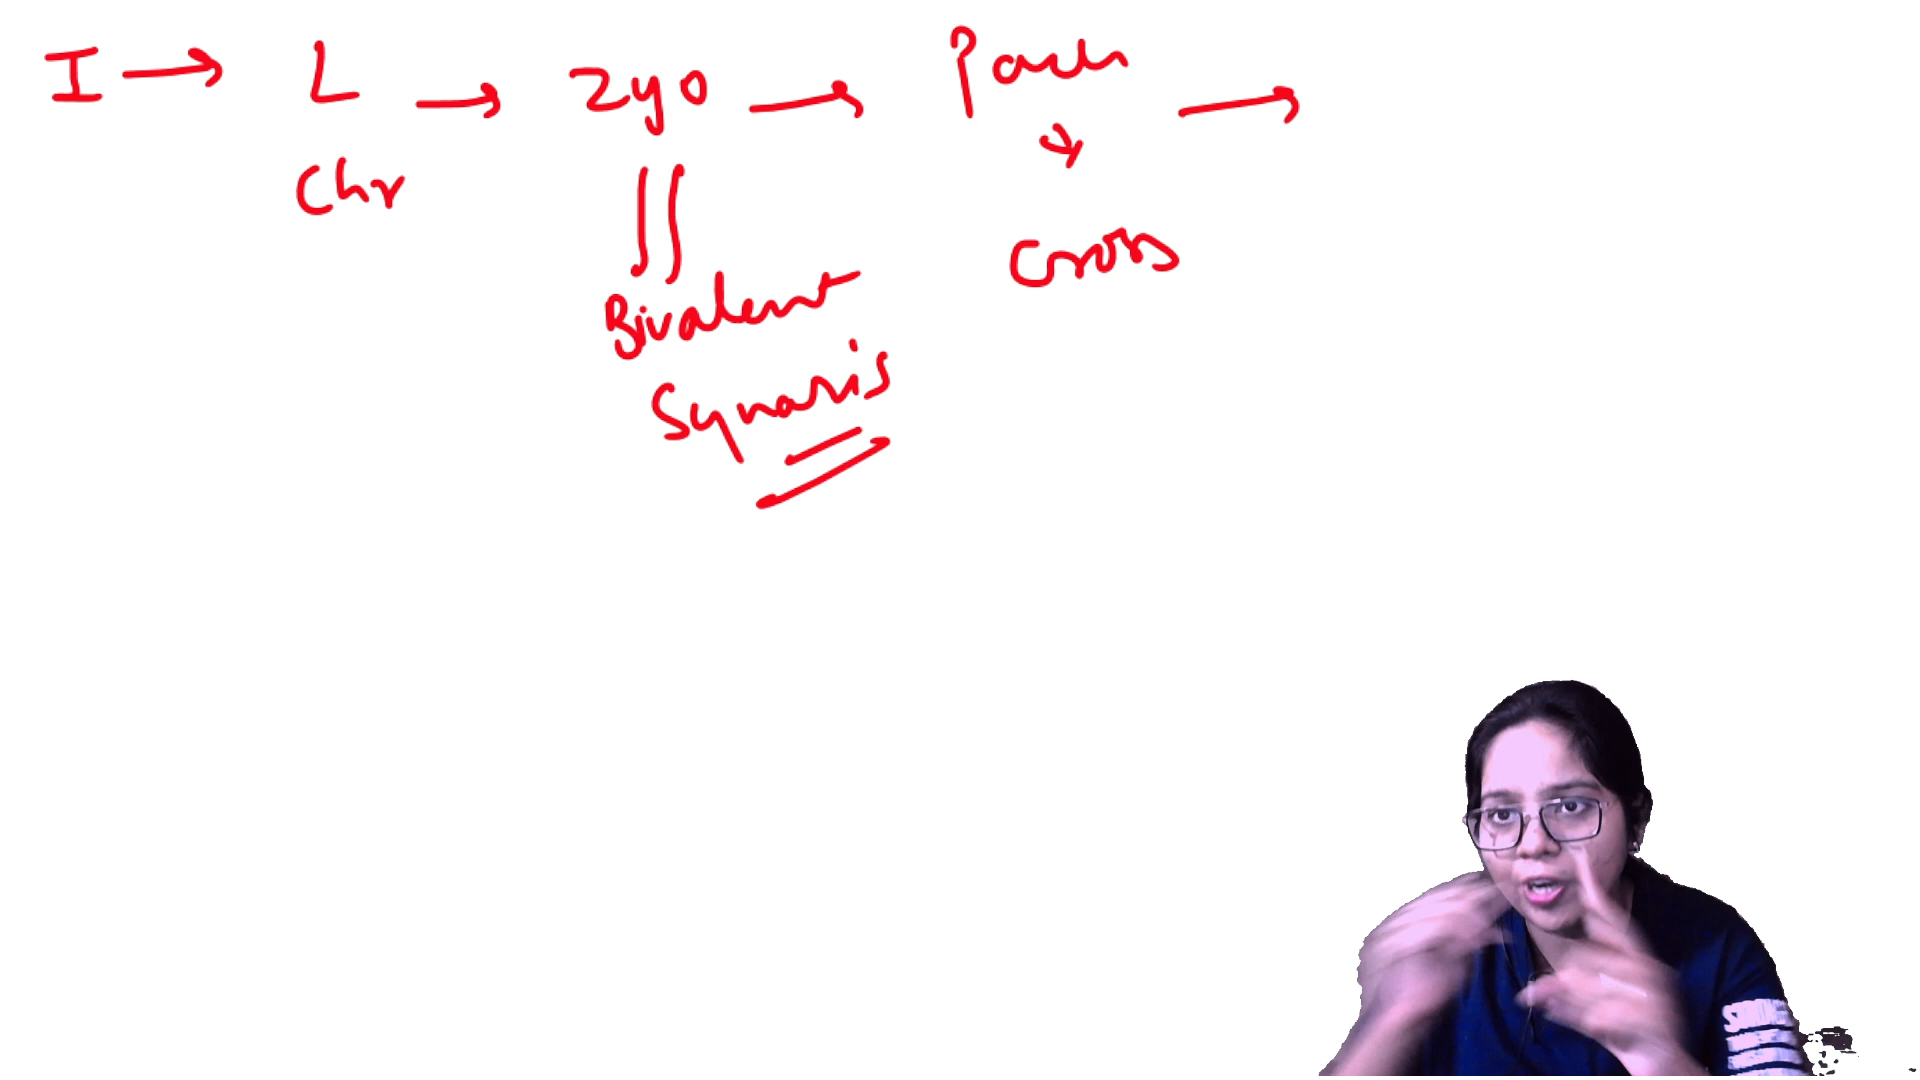 I → L → Zyo → Pach →
Chr
Bivalent
Synapsis
Cross